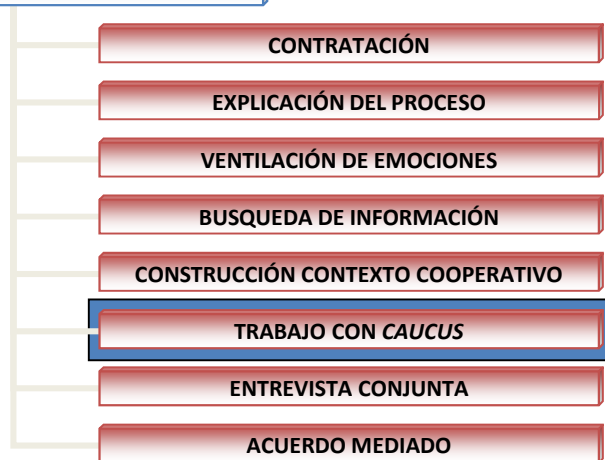 CONTRATACIÓN
EXPLICACIÓN DEL PROCESO
VENTILACIÓN DE EMOCIONES
BUSQUEDA DE INFORMACIÓN
CONSTRUCCIÓN CONTEXTO COOPERATIVO
TRABAJO CON CAUCUS
ENTREVISTA CONJUNTA
ACUERDO MEDIADO